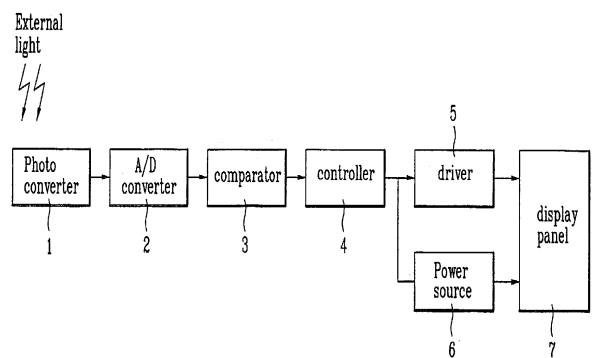 External
light
Photo
converter
A/D
converter
comparator
controller
5
driver
display
panel
1
2
3
4
Power
source
6
7